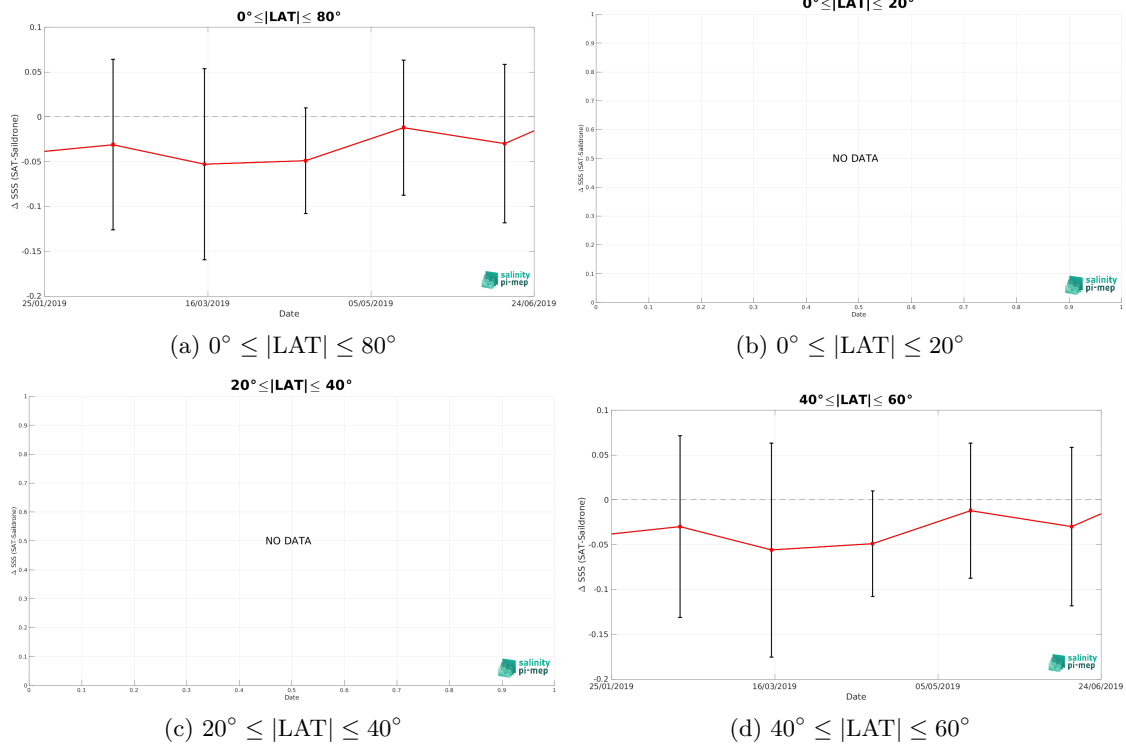 0°≤|LAT|≤ 80°
0.1
0.05
0
-0.05
-0.1
-0.15
-0.2
Δ SSS (SAT-Saildrone)
25/01/2019 16/03/2019 05/05/2019 24/06/2019
Date
salinity
pi-mep
(a) 0° ≤ |LAT| ≤ 80°
0°≤|LAT|≤ 20°
1
0.9
0.8
0.7
0.6
0.5
0.4
0.3
0.2
0.1
0
Δ SSS (SAT-Saildrone)
NO DATA
0 0.1 0.2 0.3 0.4 0.5 0.6 0.7 0.8 0.9 1
Date
salinity
pi-mep
(b) 0° ≤ |LAT| ≤ 20°
20°≤|LAT|≤ 40°
1
0.9
0.8
0.7
0.6
0.5
0.4
0.3
0.2
0.1
0
Δ SSS (SAT-Saildrone)
NO DATA
0 0.1 0.2 0.3 0.4 0.5 0.6 0.7 0.8 0.9 1
Date
salinity
pi-mep
(c) 20° ≤ |LAT| ≤ 40°
40°≤|LAT|≤ 60°
0.1
0.05
0
-0.05
-0.1
-0.15
-0.2
Δ SSS (SAT-Saildrone)
25/01/2019 16/03/2019 05/05/2019 24/06/2019
Date
salinity
pi-mep
(d) 40° ≤ |LAT| ≤ 60°